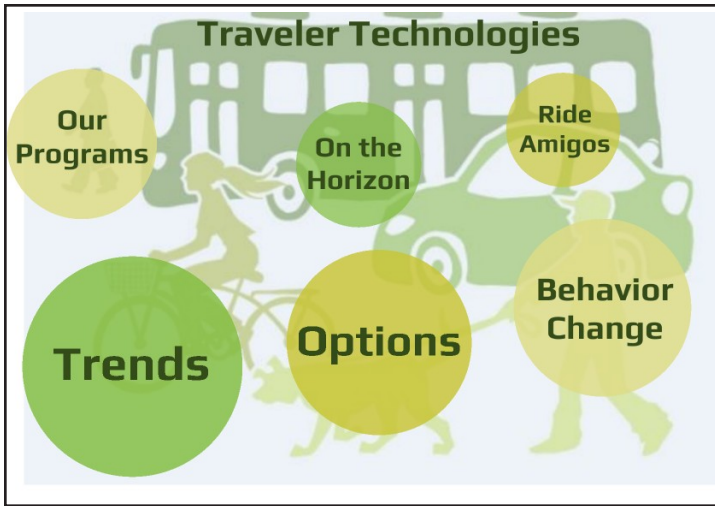 Traveler Technologies
Our
Programs
On the
Horizon
Ride
Amigos
Trends
Options
Behavior
Change